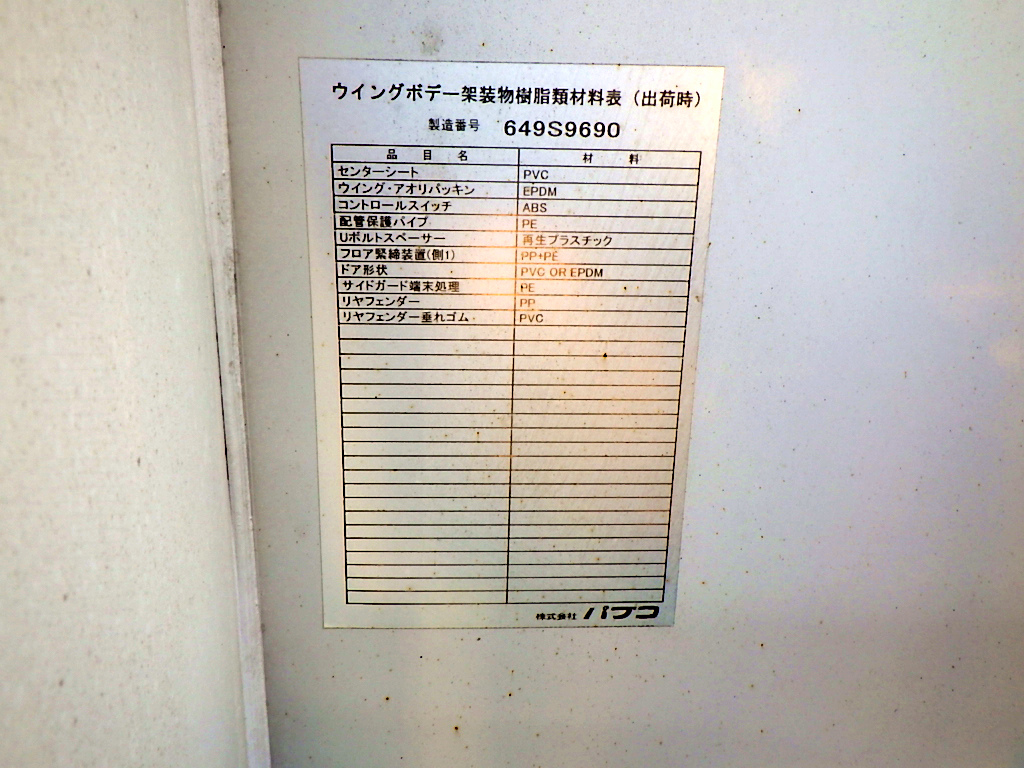 ウイングボデー架装物樹脂類材料表（出荷時）
製造番号 649S9690
品目名 材料
センターシート PVC
ウイング・アオリパッキン EPDM
コントロールスイッチ ABS
配管保護パイプ PE
Uボルトスペーサー 再生プラスチック
フロア緊締装置(側1) PP+PE
ドア形状 PVC OR EPDM
サイドガード端末処理 PE
リヤフェンダー PP
リヤフェンダー垂れゴム PVC
株式会社 パブコ